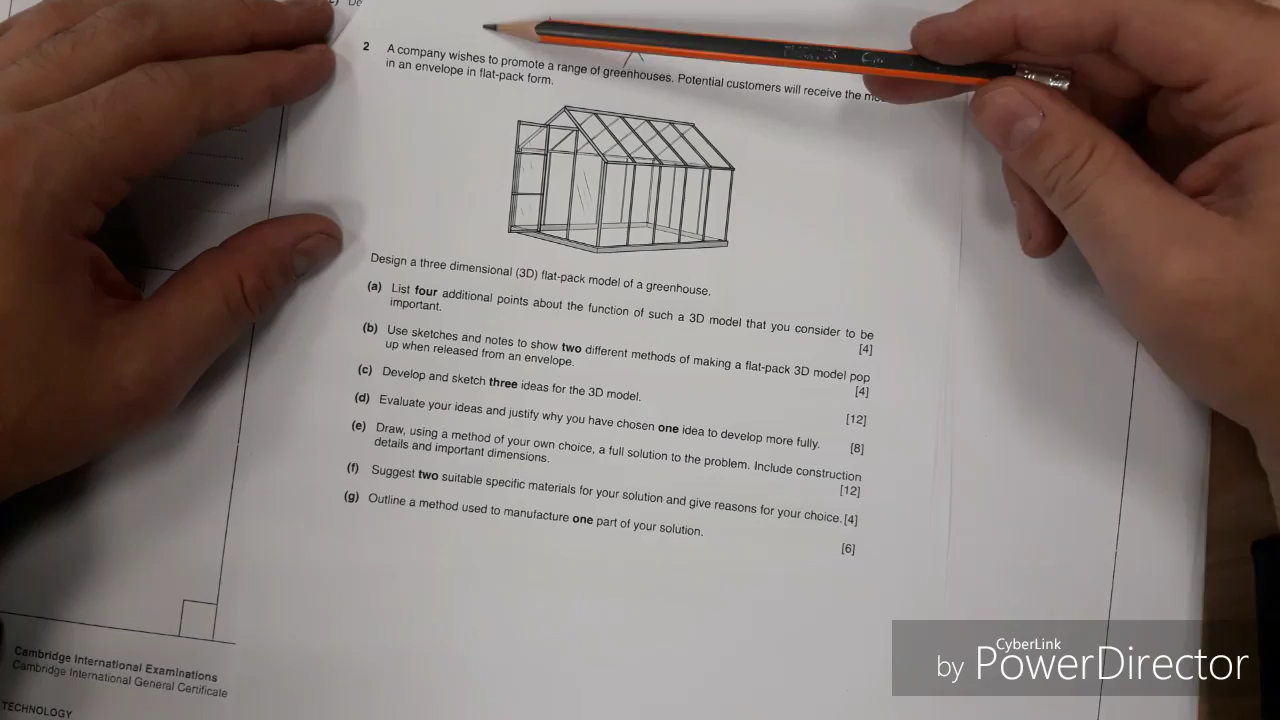 2 A company wishes to promote a range of greenhouses. Potential customers will receive the
in an envelope in flat-pack form.
Design a three dimensional (3D) flat-pack model of a greenhouse.
(a) List four additional points about the function of such a 3D model that you consider to be
important. [4]
(b) Use sketches and notes to show two different methods of making a flat-pack 3D model pop
up when released from an envelope. [4]
(c) Develop and sketch three ideas for the 3D model. [12]
(d) Evaluate your ideas and justify why you have chosen one idea to develop more fully. [8]
(e) Draw, using a method of your own choice, a full solution to the problem. Include construction
details and important dimensions. [12]
(f) Suggest two suitable specific materials for your solution and give reasons for your choice. [4]
(g) Outline a method used to manufacture one part of your solution. [6]
Cambridge International Examinations
Cambridge International General Certificate
TECHNOLOGY
CyberLink
by PowerDirector